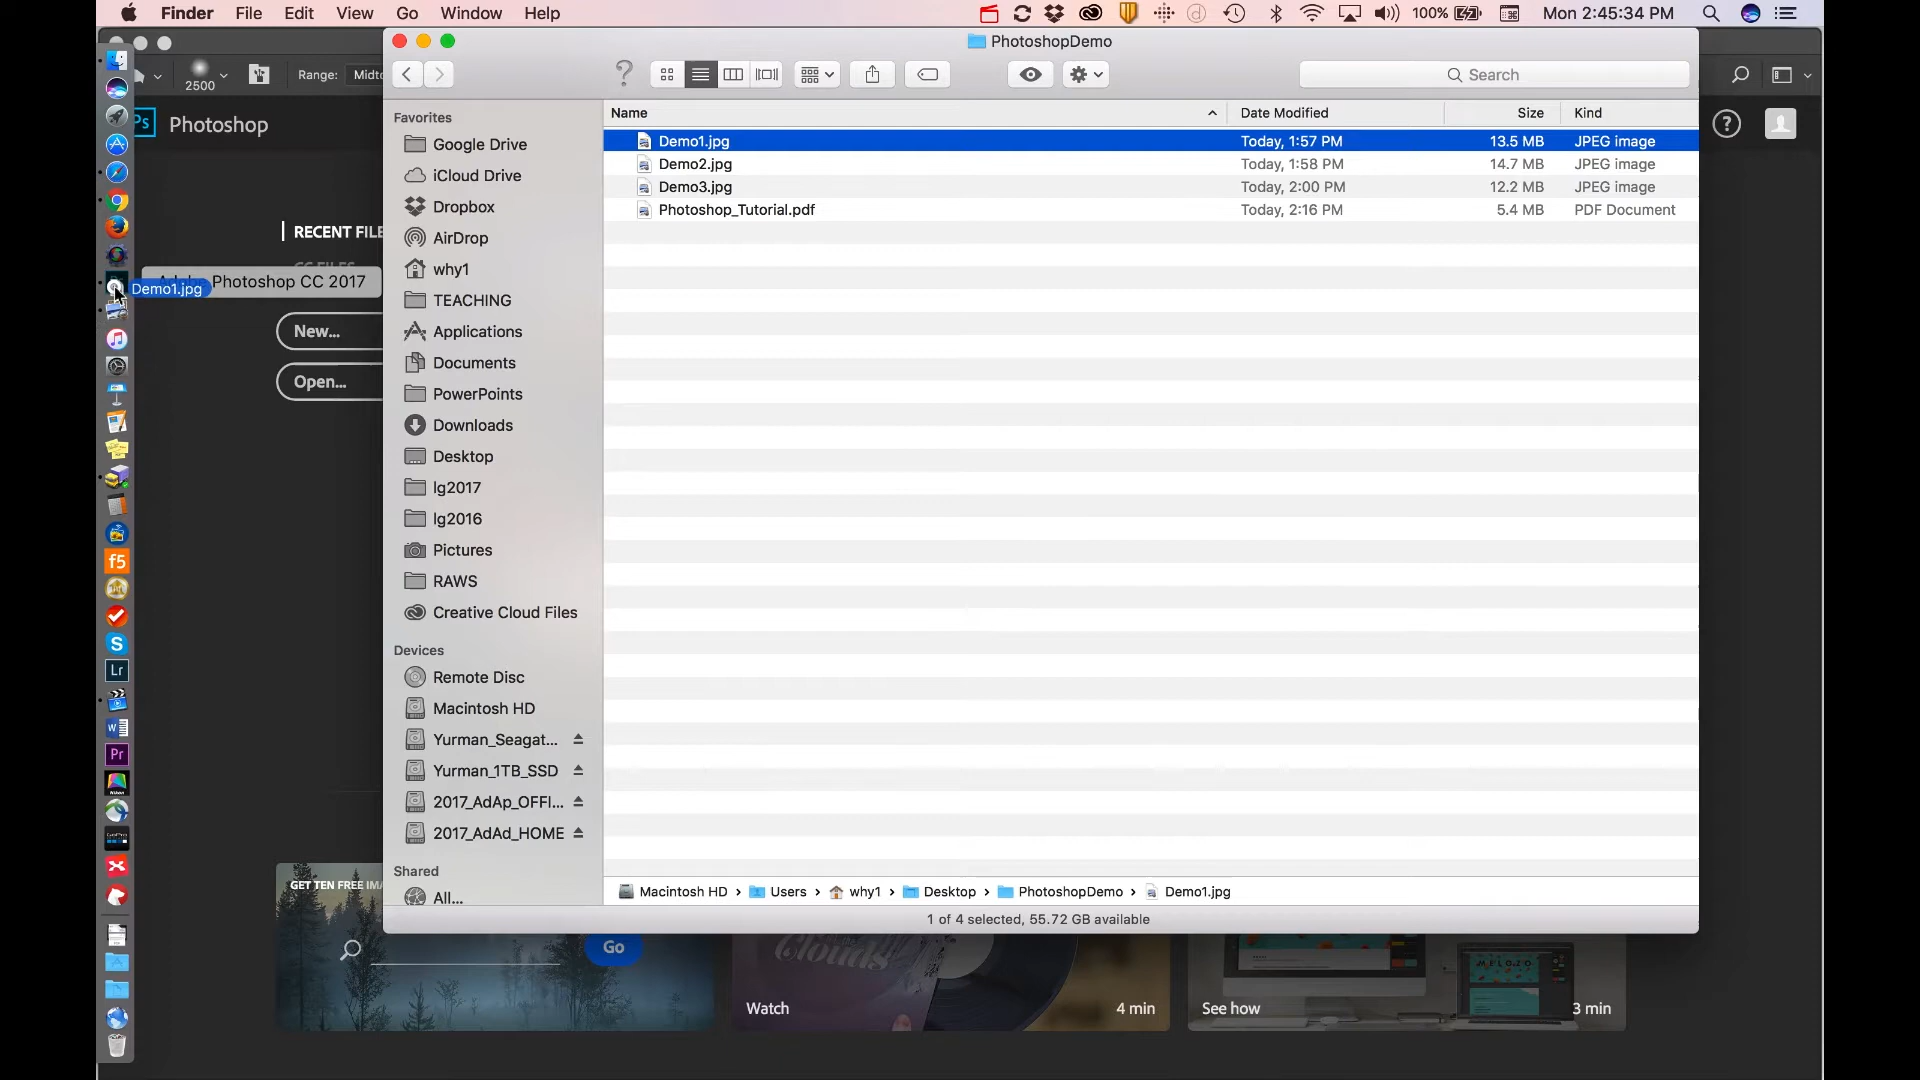 Finder File Edit View Go Window Help
100% Mon 2:45:34 PM
PhotoshopDemo
2500 Range:
Search
Ps Photoshop
RECENT FILE
Adobe Photoshop CC 2017
Demo1.jpg
New...
Open...
Favorites
Google Drive
iCloud Drive
Dropbox
AirDrop
why1
TEACHING
Applications
Documents
PowerPoints
Downloads
Desktop
lg2017
lg2016
Pictures
RAWS
Creative Cloud Files
Devices
Remote Disc
Macintosh HD
Yurman_Seagat...
Yurman_1TB_SSD
2017_AdAp_OFFI...
2017_AdAd_HOME
Shared
All...
Name Date Modified Size Kind
Demo1.jpg Today, 1:57 PM 13.5 MB JPEG image
Demo2.jpg Today, 1:58 PM 14.7 MB JPEG image
Demo3.jpg Today, 2:00 PM 12.2 MB JPEG image
Photoshop_Tutorial.pdf Today, 2:16 PM 5.4 MB PDF Document
Macintosh HD › Users › why1 › Desktop › PhotoshopDemo › Demo1.jpg
1 of 4 selected, 55.72 GB available
f5
S
Lr
W
Pr
GET TEN FREE
Go
Clouds
Watch 4 min
See how 3 min